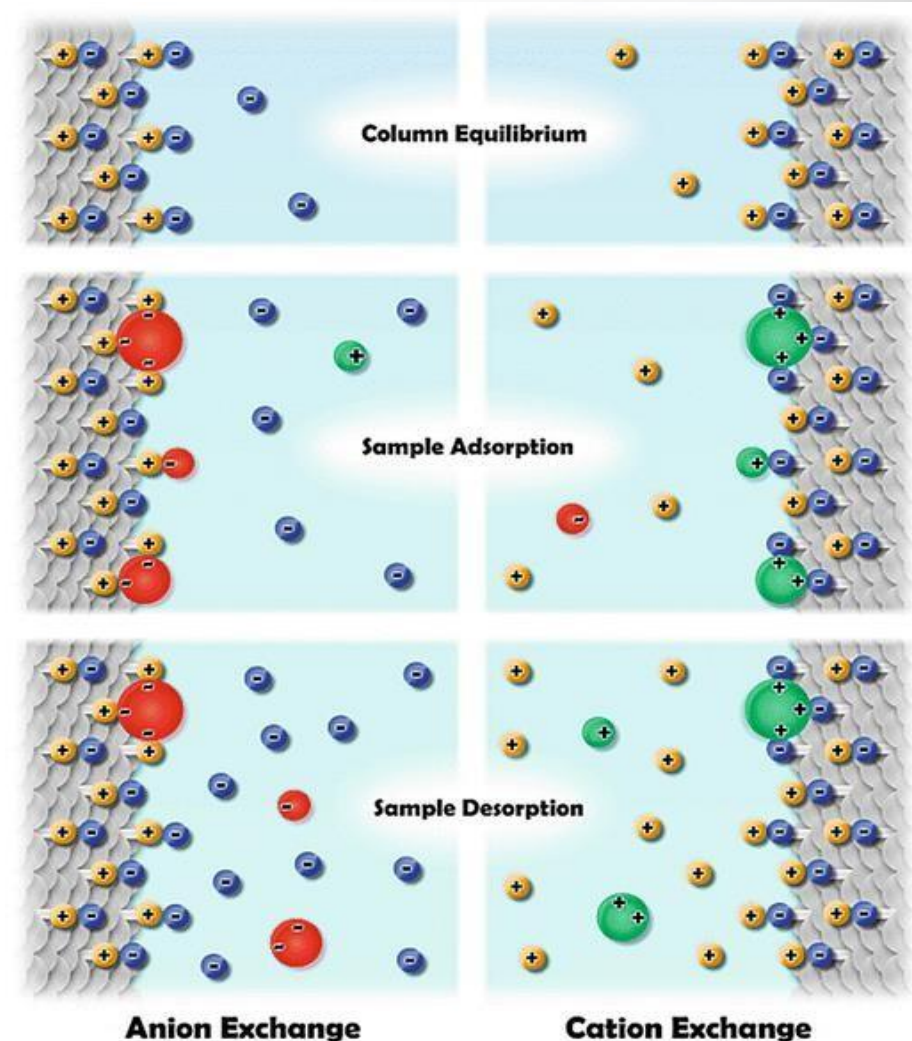 Column Equilibrium
Sample Adsorption
Sample Desorption
Anion Exchange
Cation Exchange